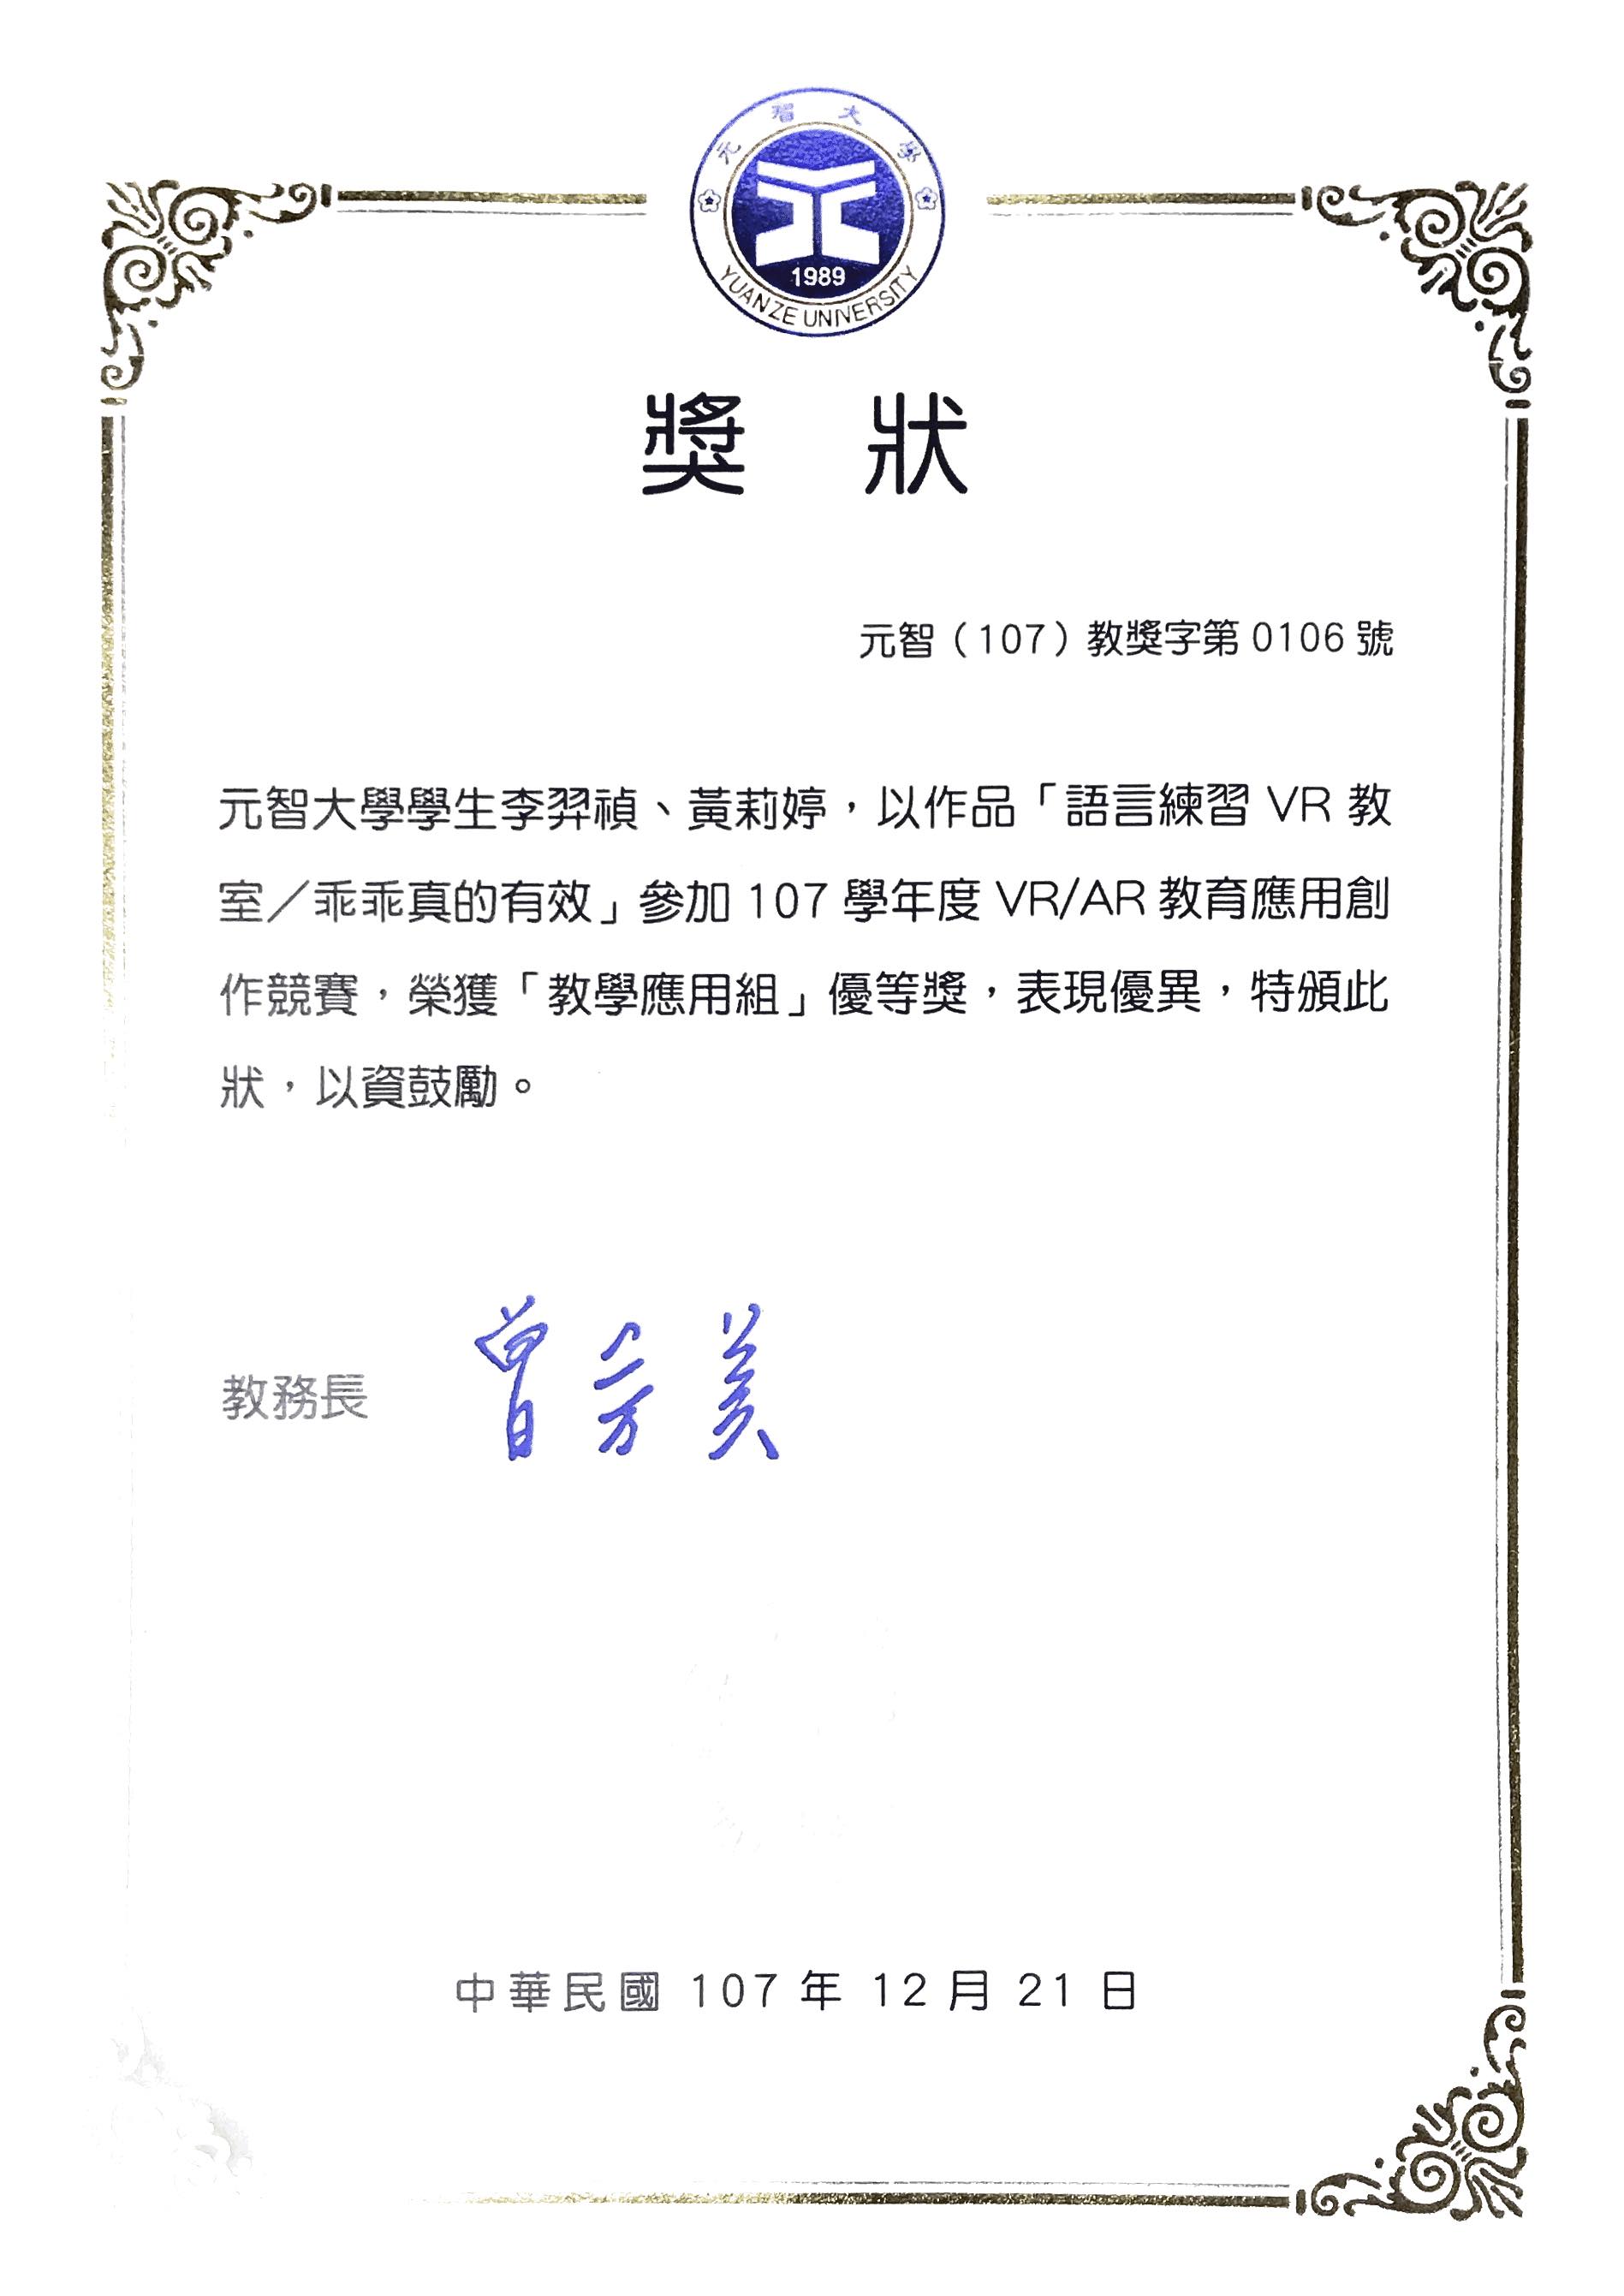 元智大學
1989
YUAN ZE UNIVERSITY
獎 狀
元智（107）教獎字第 0106 號
元智大學學生李羿禎、黃莉婷，以作品「語言練習 VR 教
室／乖乖真的有效」參加 107 學年度 VR/AR 教育應用創
作競賽，榮獲「教學應用組」優等獎，表現優異，特頒此
狀，以資鼓勵。
教務長 曾芳美
中華民國 107 年 12 月 21 日